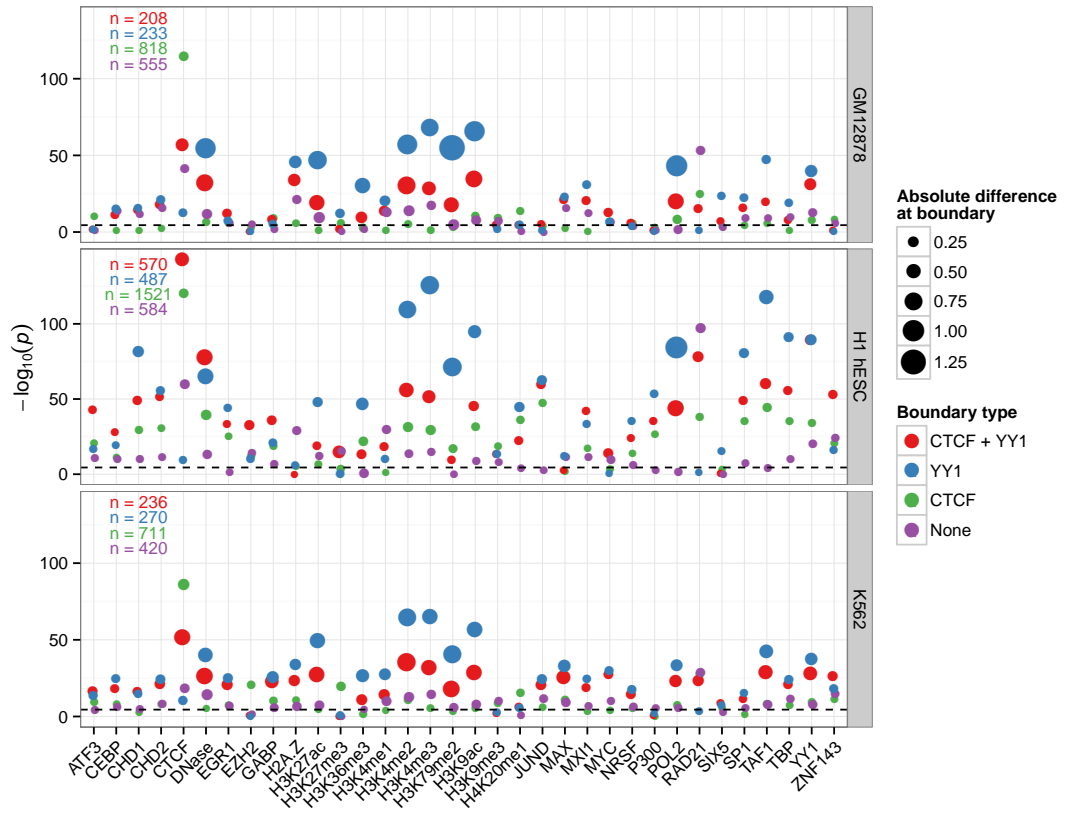 n = 208
n = 233
n = 818
n = 555
100
50
0
GM12878
n = 570
n = 487
n = 1521
n = 584
100
50
0
H1 hESC
− log10(p)
n = 236
n = 270
n = 711
n = 420
100
50
0
K562
ATF3
CEBP
CHD1
CHD2
CTCF
DNase
EGR1
EZH2
GABP
H2A.Z
H3K27ac
H3K27me3
H3K36me3
H3K4me1
H3K4me2
H3K4me3
H3K79me2
H3K9ac
H3K9me3
H4K20me1
JUND
MAX
MXI1
MYC
NRSF
P300
POL2
RAD21
SIX5
SP1
TAF1
TBP
YY1
ZNF143
Absolute difference
at boundary
0.25
0.50
0.75
1.00
1.25
Boundary type
CTCF + YY1
YY1
CTCF
None